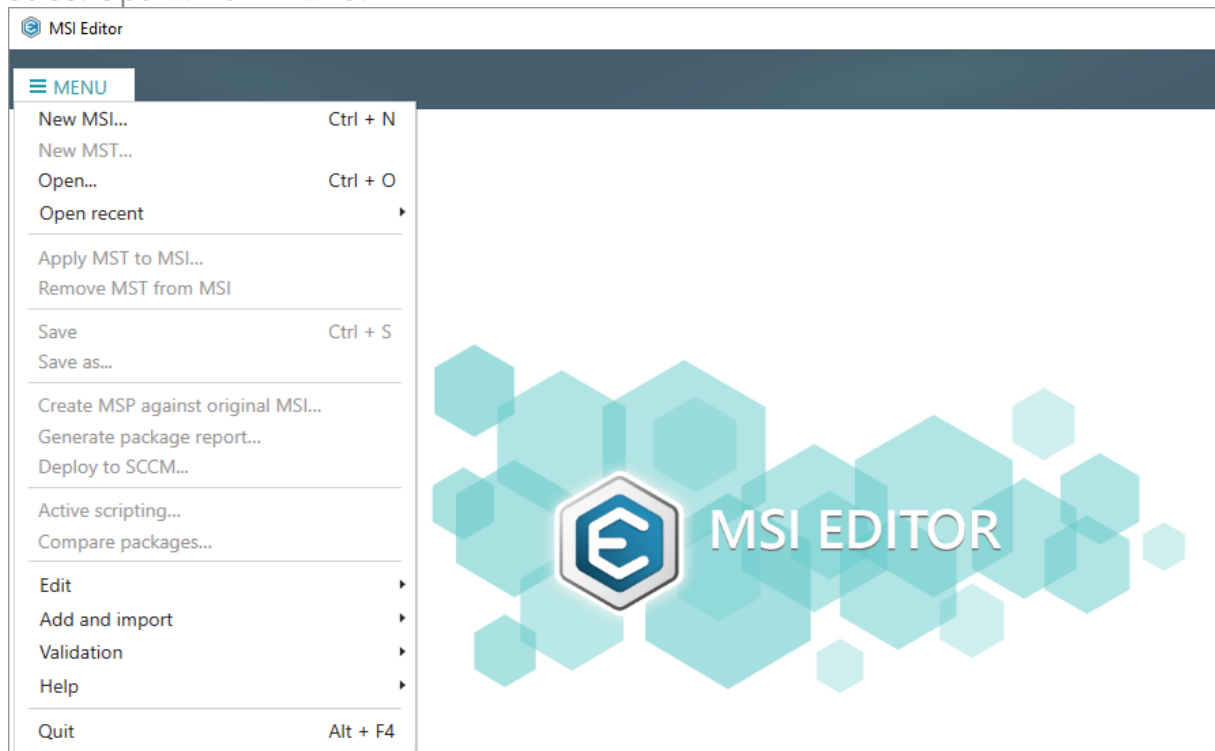 MSI Editor
MENU
New MSI... Ctrl + N
New MST...
Open... Ctrl + O
Open recent
Apply MST to MSI...
Remove MST from MSI
Save Ctrl + S
Save as...
Create MSP against original MSI...
Generate package report...
Deploy to SCCM...
Active scripting...
Compare packages...
Edit
Add and import
Validation
Help
Quit Alt + F4
MSI EDITOR